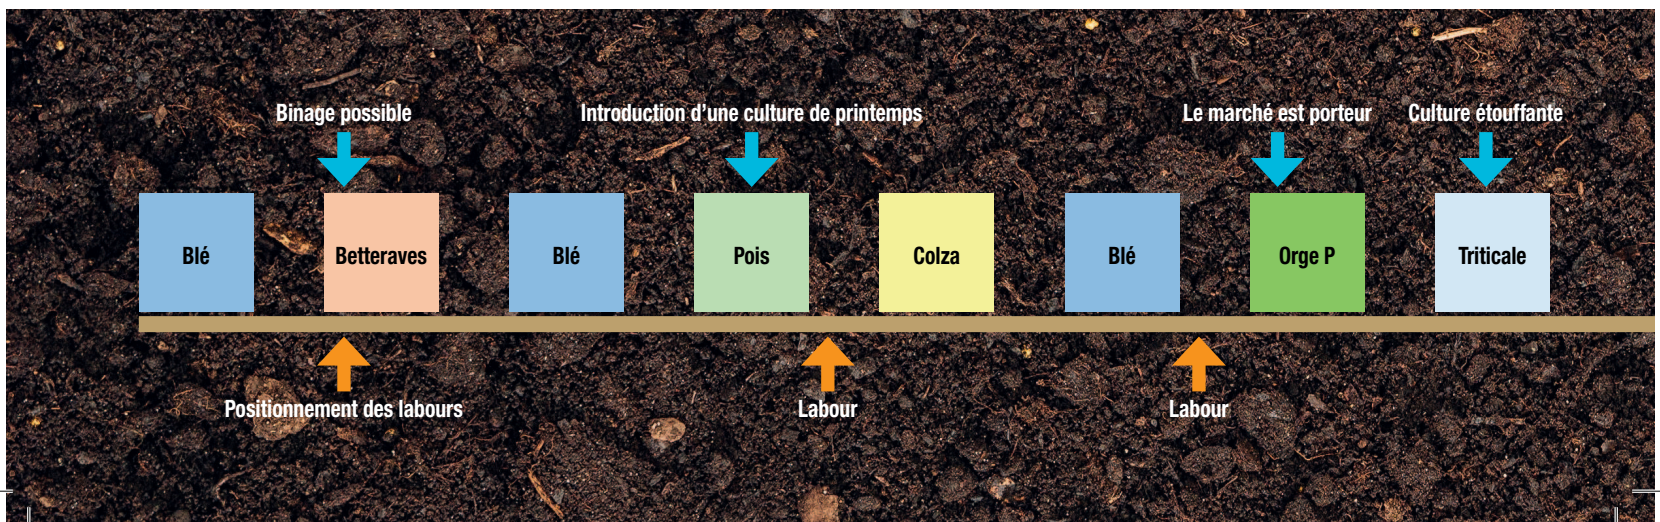 Binage possible
Introduction d’une culture de printemps
Le marché est porteur
Culture étouffante
Blé
Betteraves
Blé
Pois
Colza
Blé
Orge P
Triticale
Positionnement des labours
Labour
Labour